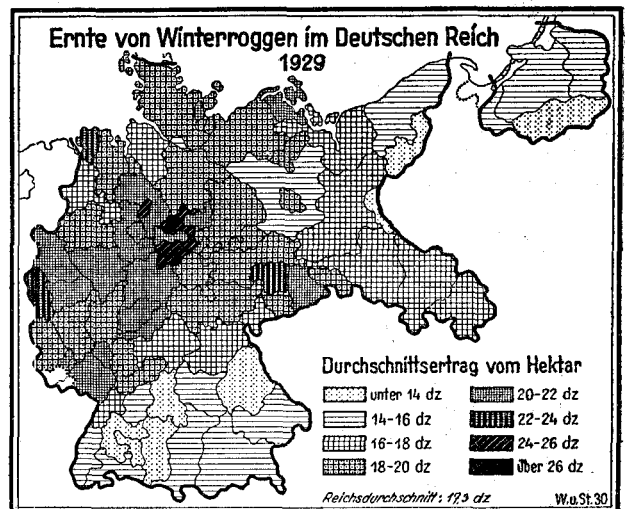 Ernte von Winterroggen im Deutschen Reich
1929
Durchschnittsertrag vom Hektar
unter 14 dz
14-16 dz
16-18 dz
18-20 dz
20-22 dz
22-24 dz
24-26 dz
Über 26 dz
Reichsdurchschnitt: 17,3 dz
W.u.St.30